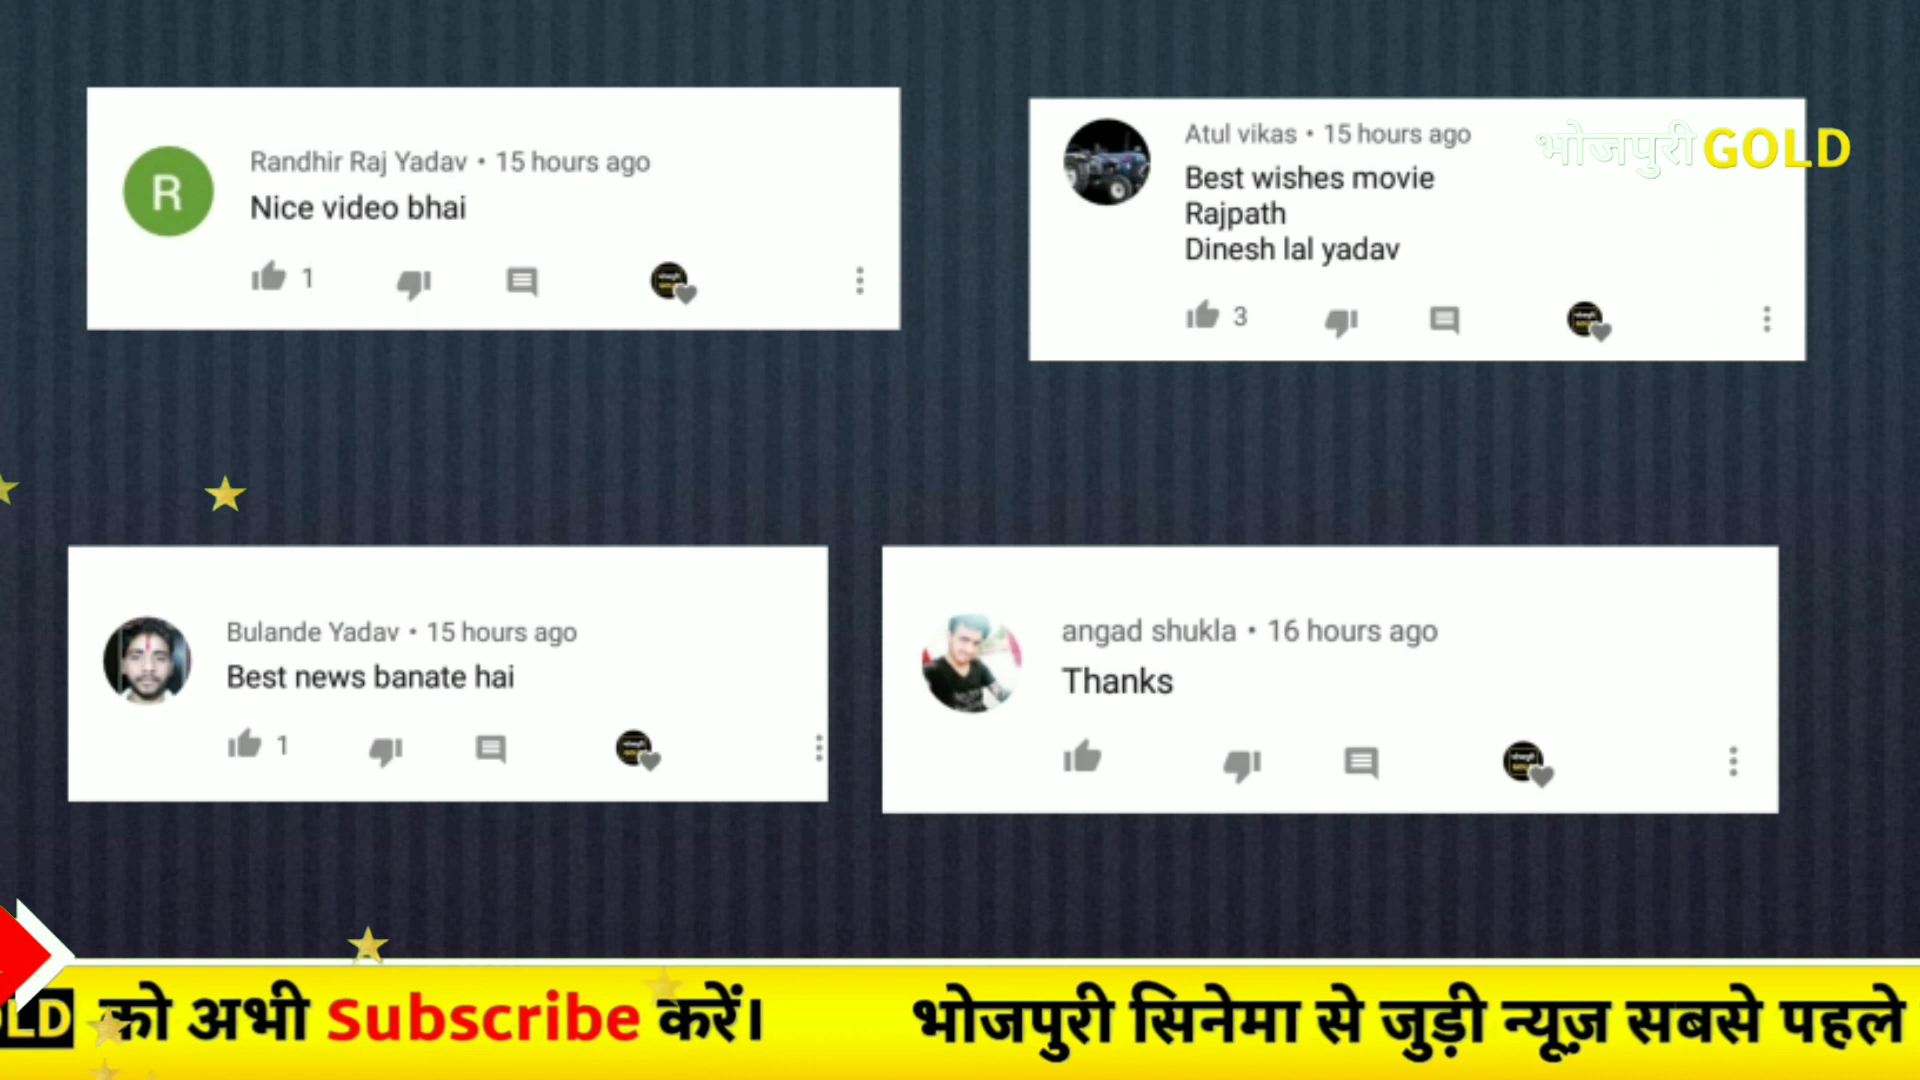 Randhir Raj Yadav • 15 hours ago
Nice video bhai
1
R
Atul vikas • 15 hours ago
Best wishes movie
Rajpath
Dinesh lal yadav
3
भोजपुरी GOLD
Bulande Yadav • 15 hours ago
Best news banate hai
1
angad shukla • 16 hours ago
Thanks
LD को अभी Subscribe करें। भोजपुरी सिनेमा से जुड़ी न्यूज़ सबसे पहले